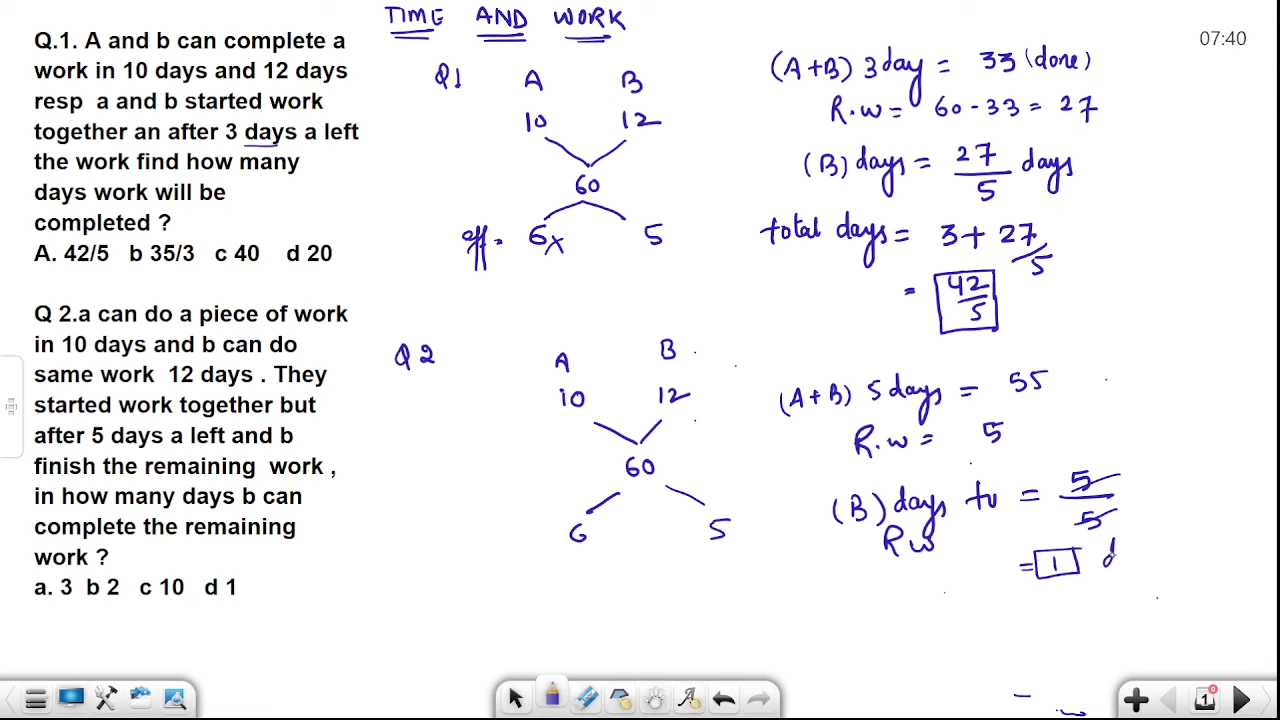 TIME AND WORK
07:40
Q.1. A and b can complete a
work in 10 days and 12 days
resp a and b started work
together an after 3 days a left
the work find how many
days work will be
completed ?
A. 42/5 b 35/3 c 40 d 20
Q 2.a can do a piece of work
in 10 days and b can do
same work 12 days . They
started work together but
after 5 days a left and b
finish the remaining work ,
in how many days b can
complete the remaining
work ?
a. 3 b 2 c 10 d 1
Q1 A B
10 12
60
eff. 6x 5
(A+B) 3 day = 33 (done)
R.w = 60 - 33 = 27
(B) days = 27/5 days
total days = 3 + 27/5
= 42/5
Q2 A B
10 12
60
6 5
(A+B) 5 days = 55
R.w = 5
(B) days to = 5/5
Rw
= 1 d
1